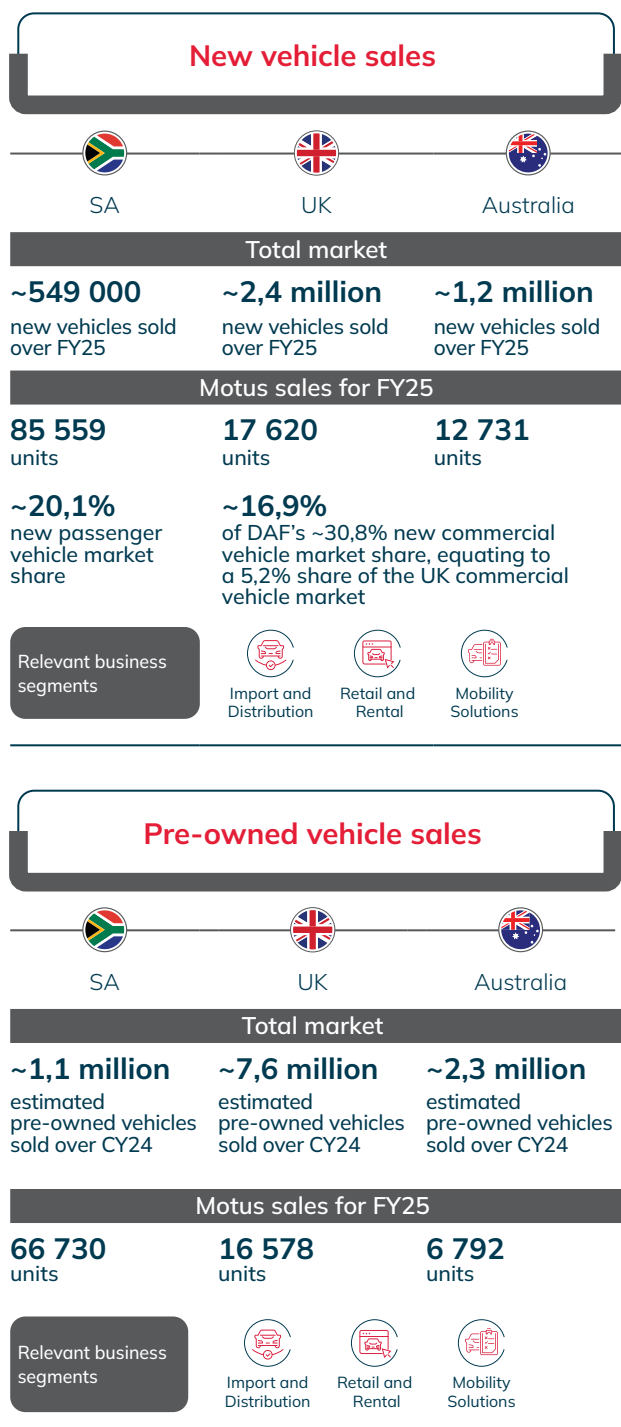 New vehicle sales
SA
UK
Australia
Total market
~549 000
new vehicles sold
over FY25
~2,4 million
new vehicles sold
over FY25
~1,2 million
new vehicles sold
over FY25
Motus sales for FY25
85 559
units
17 620
units
12 731
units
~20,1%
new passenger
vehicle market
share
~16,9%
of DAF’s ~30,8% new commercial
vehicle market share, equating to
a 5,2% share of the UK commercial
vehicle market
Relevant business
segments
Import and
Distribution
Retail and
Rental
Mobility
Solutions
Pre-owned vehicle sales
SA
UK
Australia
Total market
~1,1 million
estimated
pre-owned vehicles
sold over CY24
~7,6 million
estimated
pre-owned vehicles
sold over CY24
~2,3 million
estimated
pre-owned vehicles
sold over CY24
Motus sales for FY25
66 730
units
16 578
units
6 792
units
Relevant business
segments
Import and
Distribution
Retail and
Rental
Mobility
Solutions